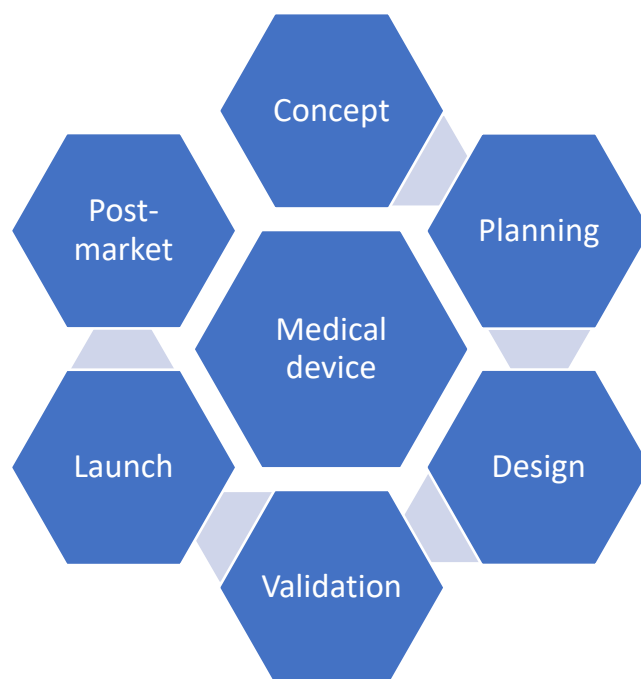 Concept
Planning
Design
Validation
Launch
Post-
market
Medical
device